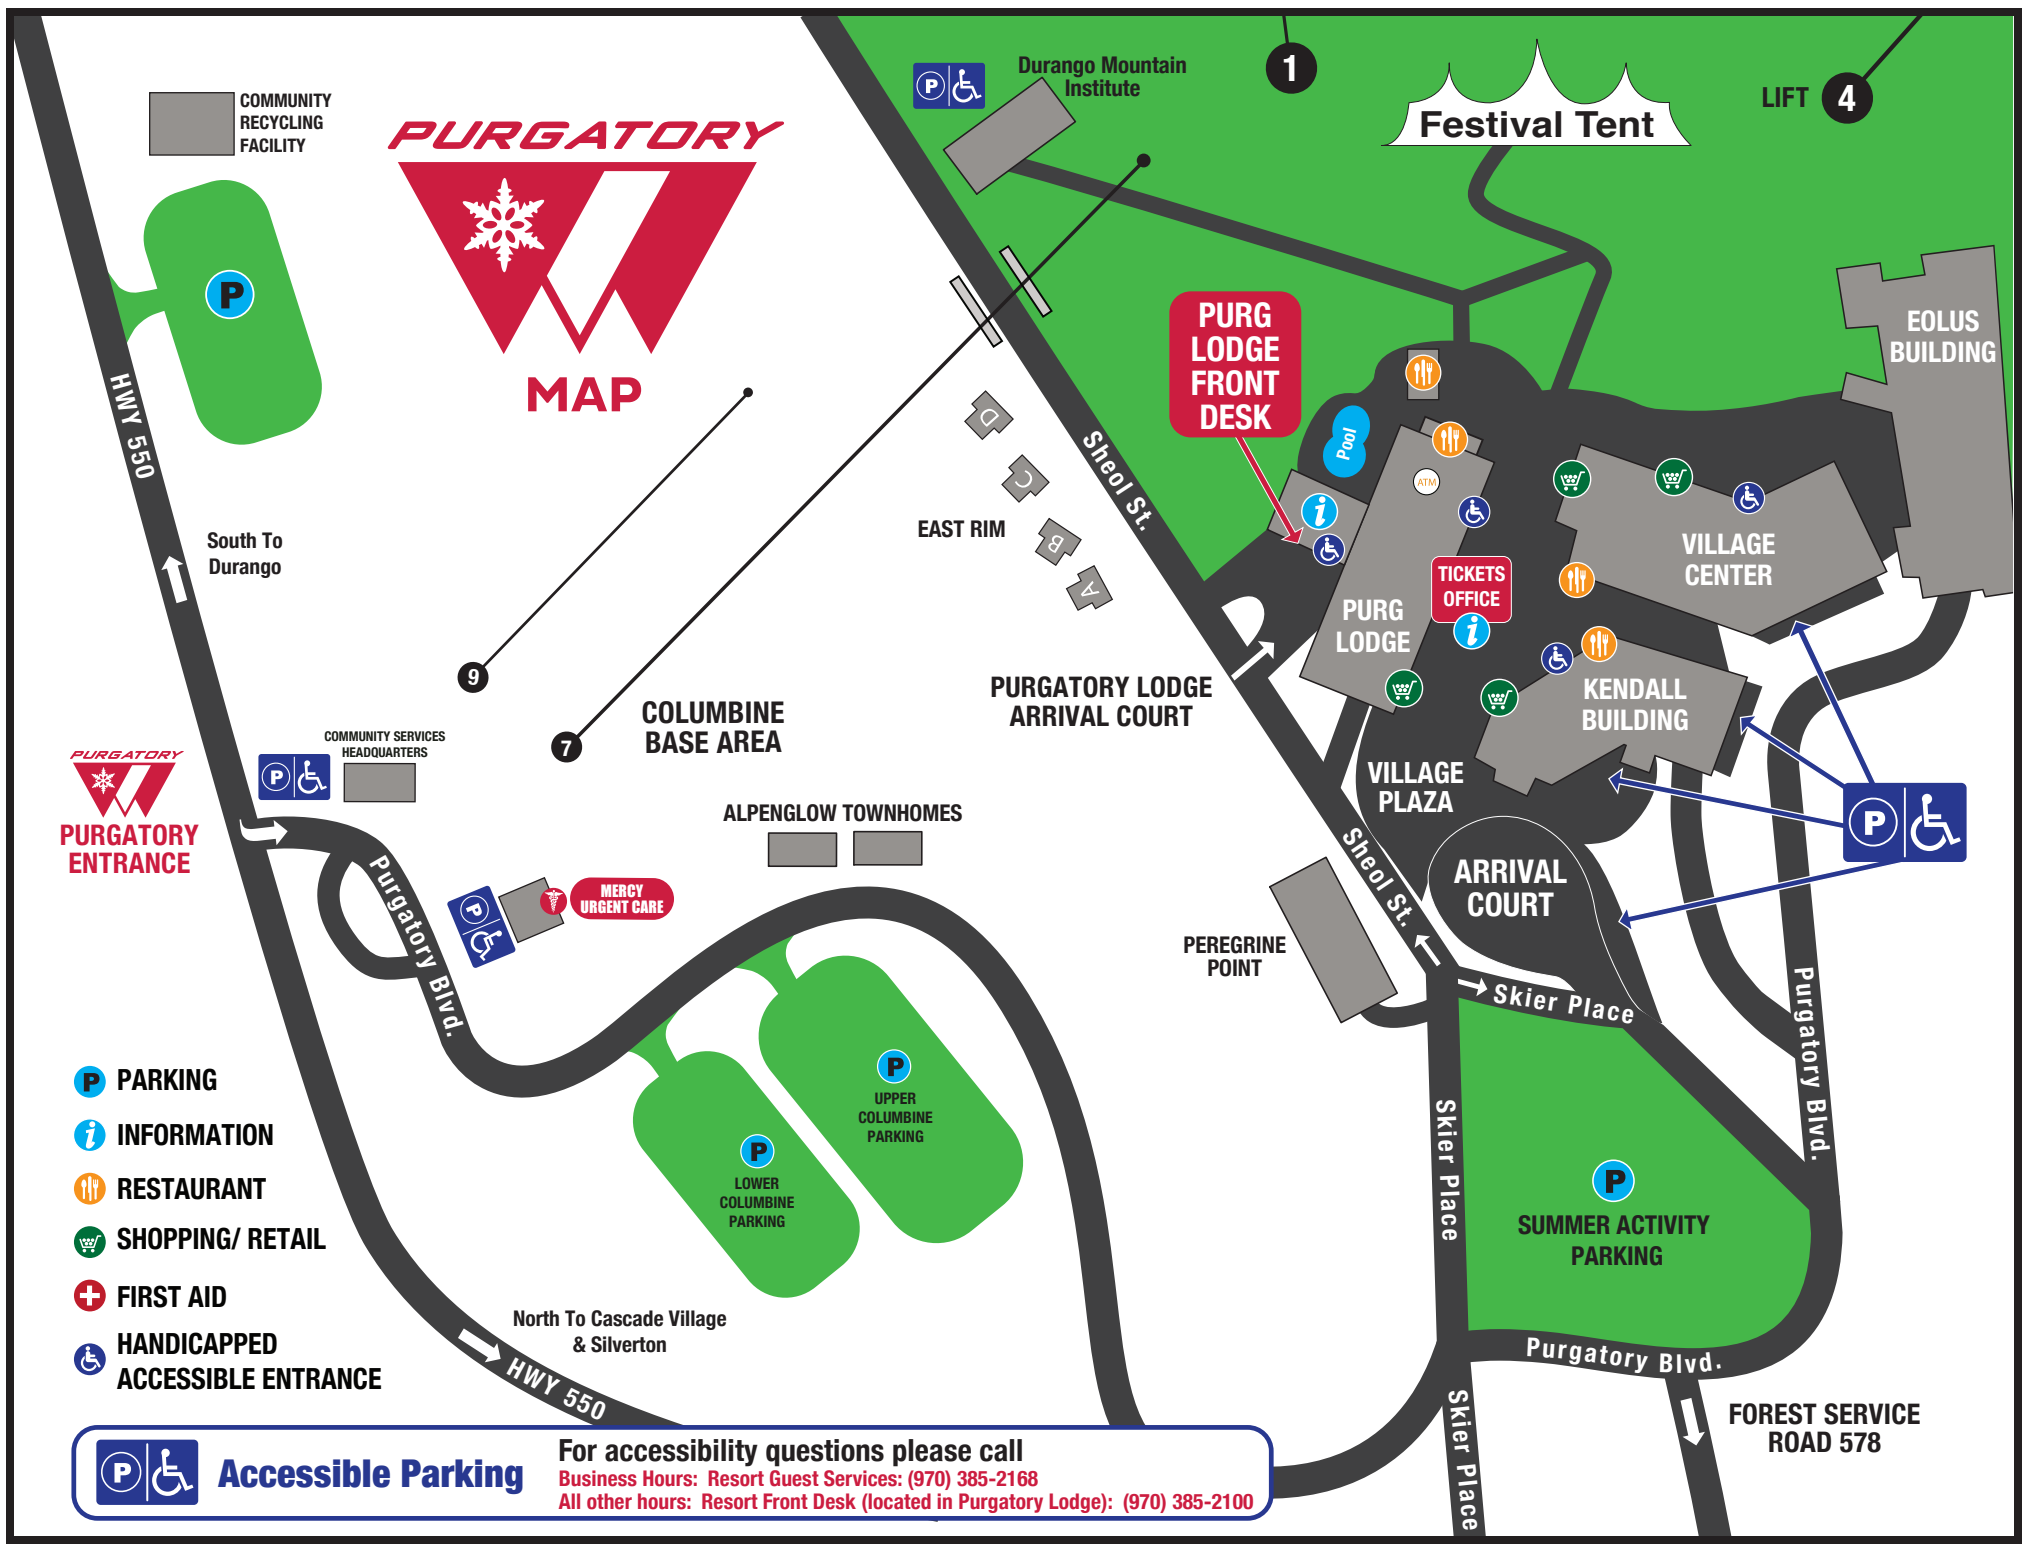 COMMUNITY
RECYCLING
FACILITY
PURGATORY
MAP
Durango Mountain
Institute
1
Festival Tent
LIFT 4
P
P
HWY 550
South To
Durango
PURG
LODGE
FRONT
DESK
EOLUS
BUILDING
Pool
ATM
Sheol St.
D
C
B
A
EAST RIM
i
TICKETS
OFFICE
i
PURG
LODGE
VILLAGE
CENTER
KENDALL
BUILDING
9
7
COLUMBINE
BASE AREA
PURGATORY LODGE
ARRIVAL COURT
VILLAGE
PLAZA
P
COMMUNITY SERVICES
HEADQUARTERS
P
PURGATORY
PURGATORY
ENTRANCE
ALPENGLOW TOWNHOMES
Purgatory Blvd.
P
MERCY
URGENT CARE
Sheol St.
ARRIVAL
COURT
PEREGRINE
POINT
Skier Place
Purgatory Blvd.
P
UPPER
COLUMBINE
PARKING
P
LOWER
COLUMBINE
PARKING
Skier Place
P
SUMMER ACTIVITY
PARKING
P PARKING
i INFORMATION
RESTAURANT
SHOPPING/ RETAIL
FIRST AID
HANDICAPPED
ACCESSIBLE ENTRANCE
North To Cascade Village
& Silverton
HWY 550
Purgatory Blvd.
Skier Place
FOREST SERVICE
ROAD 578
P
Accessible Parking
For accessibility questions please call
Business Hours: Resort Guest Services: (970) 385-2168
All other hours: Resort Front Desk (located in Purgatory Lodge): (970) 385-2100